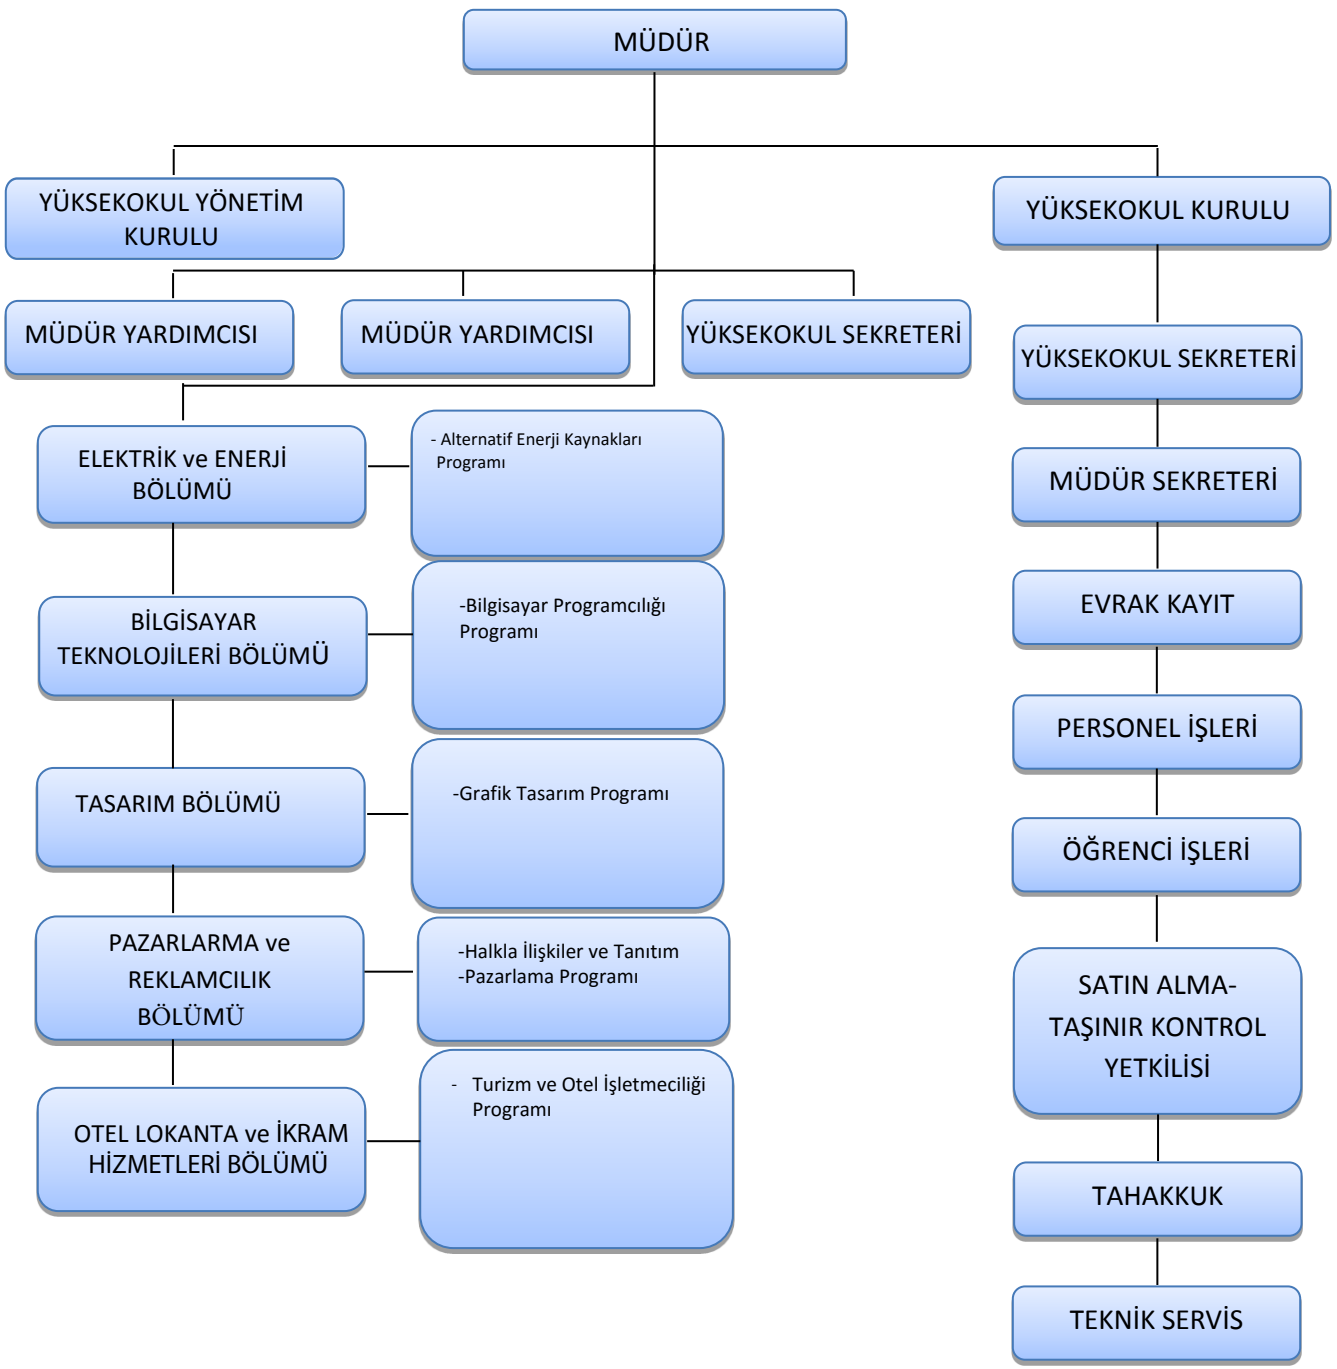 MÜDÜR
YÜKSEKOKUL YÖNETİM
KURULU
YÜKSEKOKUL KURULU
MÜDÜR YARDIMCISI
MÜDÜR YARDIMCISI
YÜKSEKOKUL SEKRETERİ
YÜKSEKOKUL SEKRETERİ
ELEKTRİK ve ENERJİ
BÖLÜMÜ
- Alternatif Enerji Kaynakları
Programı
MÜDÜR SEKRETERİ
BİLGİSAYAR
TEKNOLOJİLERİ BÖLÜMÜ
-Bilgisayar Programcılığı
Programı
EVRAK KAYIT
PERSONEL İŞLERİ
TASARIM BÖLÜMÜ
-Grafik Tasarım Programı
ÖĞRENCİ İŞLERİ
PAZARLARMA ve
REKLAMCILIK
BÖLÜMÜ
-Halkla İlişkiler ve Tanıtım
-Pazarlama Programı
SATIN ALMA-
TAŞINIR KONTROL
YETKİLİSİ
OTEL LOKANTA ve İKRAM
HİZMETLERİ BÖLÜMÜ
- Turizm ve Otel İşletmeciliği
Programı
TAHAKKUK
TEKNİK SERVİS